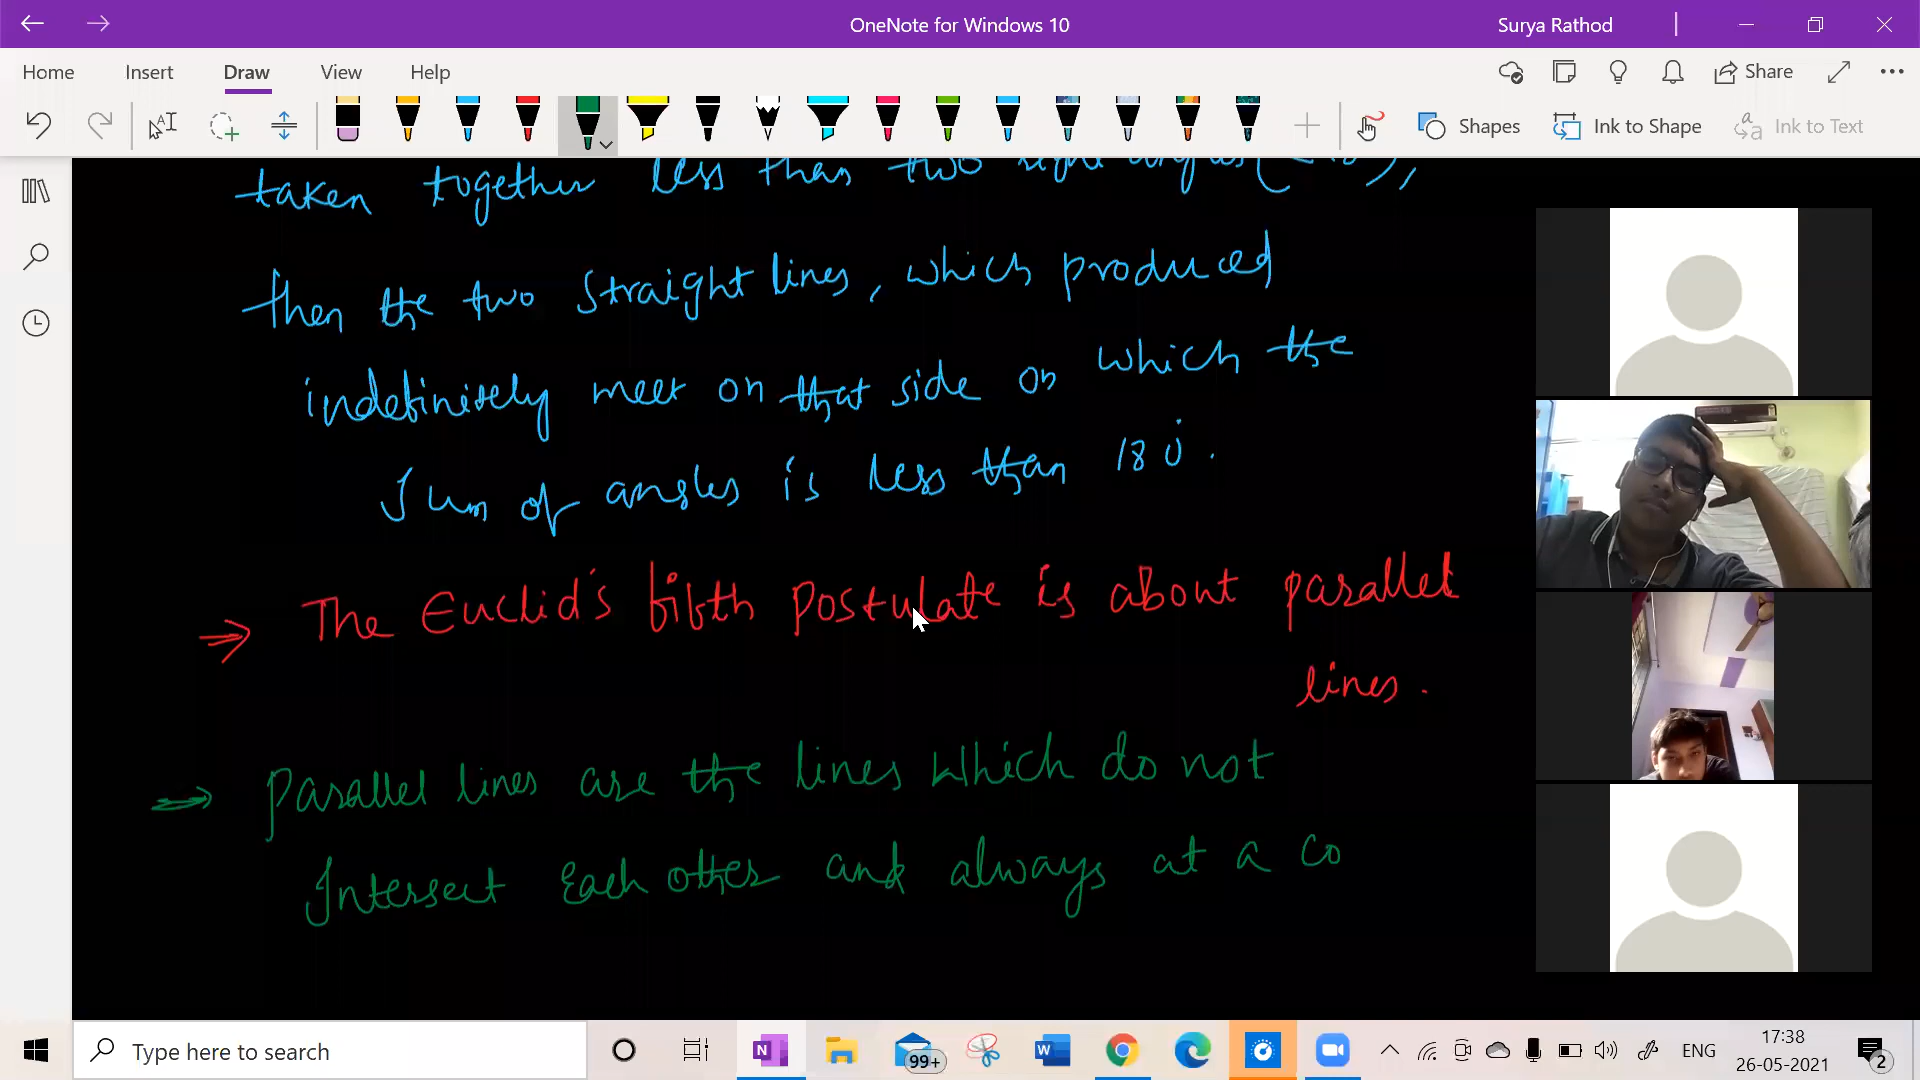 OneNote for Windows 10
Surya Rathod
Home Insert Draw View Help
Share
Shapes Ink to Shape Ink to Text
taken together less than two right angles
then the two straight lines, which produced
indefinitely meet on that side on which the
Sum of angles is less than 180°.
⇒ The Euclid's fifth postulate is about parallel
lines.
⇒ parallel lines are the lines which do not
Intersect Each other and always at a co
Type here to search
99+
ENG
17:38
26-05-2021
2